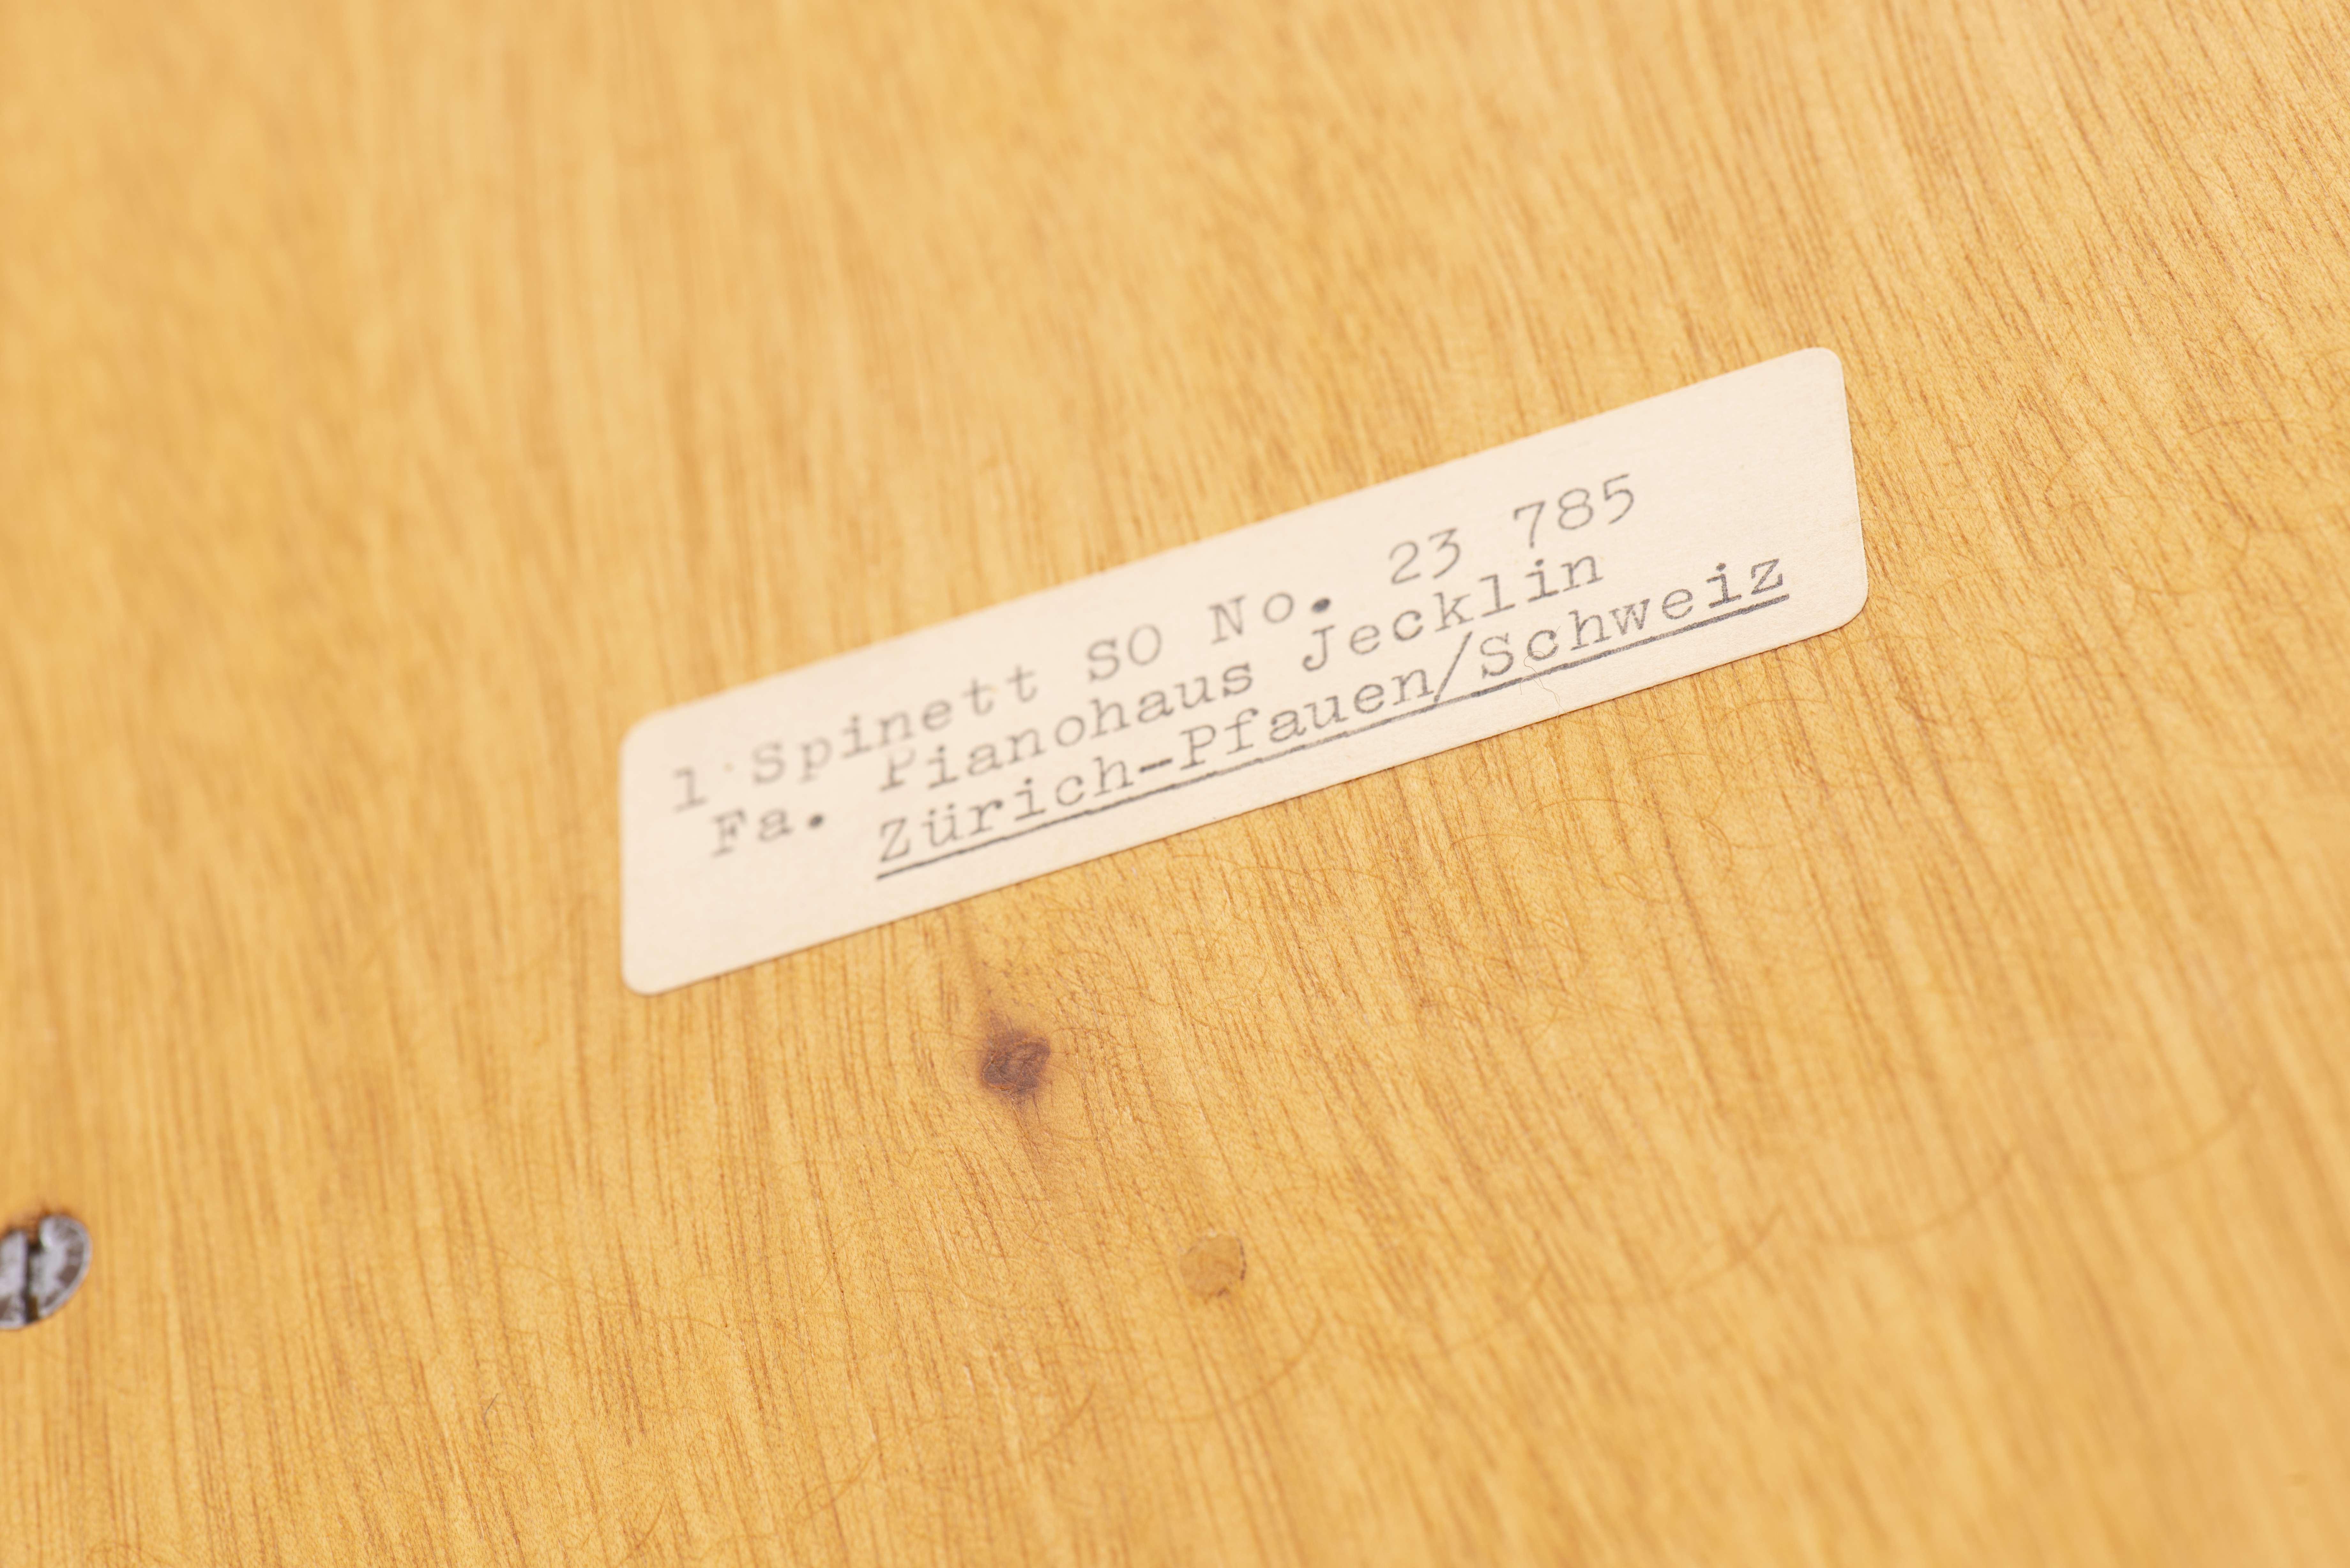 1 Spinett SO No. 23 785
Fa. Pianohaus Jecklin
Zürich-Pfauen/Schweiz